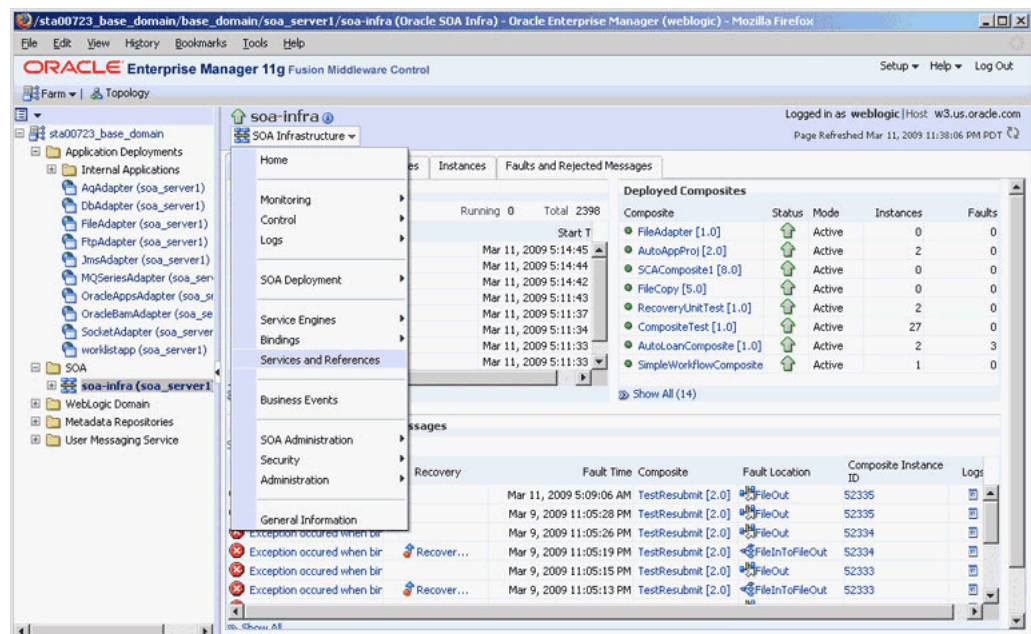 /sta00723_base_domain/base_domain/soa_server1/soa-infra (Oracle SOA Infra) - Oracle Enterprise Manager (weblogic) - Mozilla Firefox
File Edit View History Bookmarks Tools Help
ORACLE Enterprise Manager 11g Fusion Middleware Control
Setup Help Log Out
Farm Topology
soa-infra
Logged in as weblogic|Host w3.us.oracle.com
SOA Infrastructure
Page Refreshed Mar 11, 2009 11:38:06 PM PDT
sta00723_base_domain
Application Deployments
Internal Applications
AqAdapter (soa_server1)
DbAdapter (soa_server1)
FileAdapter (soa_server1)
FtpAdapter (soa_server1)
JmsAdapter (soa_server1)
MQSeriesAdapter (soa_serv
OracleAppsAdapter (soa_se
OracleBamAdapter (soa_se
SocketAdapter (soa_server
worklistapp (soa_server1)
SOA
soa-infra (soa_server1
WebLogic Domain
Metadata Repositories
User Messaging Service
Home
Monitoring
Control
Logs
SOA Deployment
Service Engines
Bindings
Services and References
Business Events
SOA Administration
Security
Administration
General Information
es Instances Faults and Rejected Messages
Running 0 Total 2398
Start T
Mar 11, 2009 5:14:45
Mar 11, 2009 5:14:44
Mar 11, 2009 5:14:42
Mar 11, 2009 5:11:43
Mar 11, 2009 5:11:37
Mar 11, 2009 5:11:34
Mar 11, 2009 5:11:33
Mar 11, 2009 5:11:33
Deployed Composites
Composite Status Mode Instances Faults
FileAdapter [1.0] Active 0 0
AutoAppProj [2.0] Active 2 0
SCAComposite1 [8.0] Active 0 0
FileCopy [5.0] Active 0 0
RecoveryUnitTest [1.0] Active 2 0
CompositeTest [1.0] Active 27 0
AutoLoanComposite [1.0] Active 2 3
SimpleWorkflowComposite Active 1 0
Show All (14)
ssages
Recovery Fault Time Composite Fault Location Composite Instance ID Logs
Mar 11, 2009 5:09:06 AM TestResubmit [2.0] FileOut 52335
Mar 9, 2009 11:05:28 PM TestResubmit [2.0] FileOut 52335
Exception occured when bir Mar 9, 2009 11:05:26 PM TestResubmit [2.0] FileOut 52334
Exception occured when bir Recover... Mar 9, 2009 11:05:19 PM TestResubmit [2.0] FileInToFileOut 52334
Exception occured when bir Mar 9, 2009 11:05:15 PM TestResubmit [2.0] FileOut 52333
Exception occured when bir Recover... Mar 9, 2009 11:05:13 PM TestResubmit [2.0] FileInToFileOut 52333
Show All